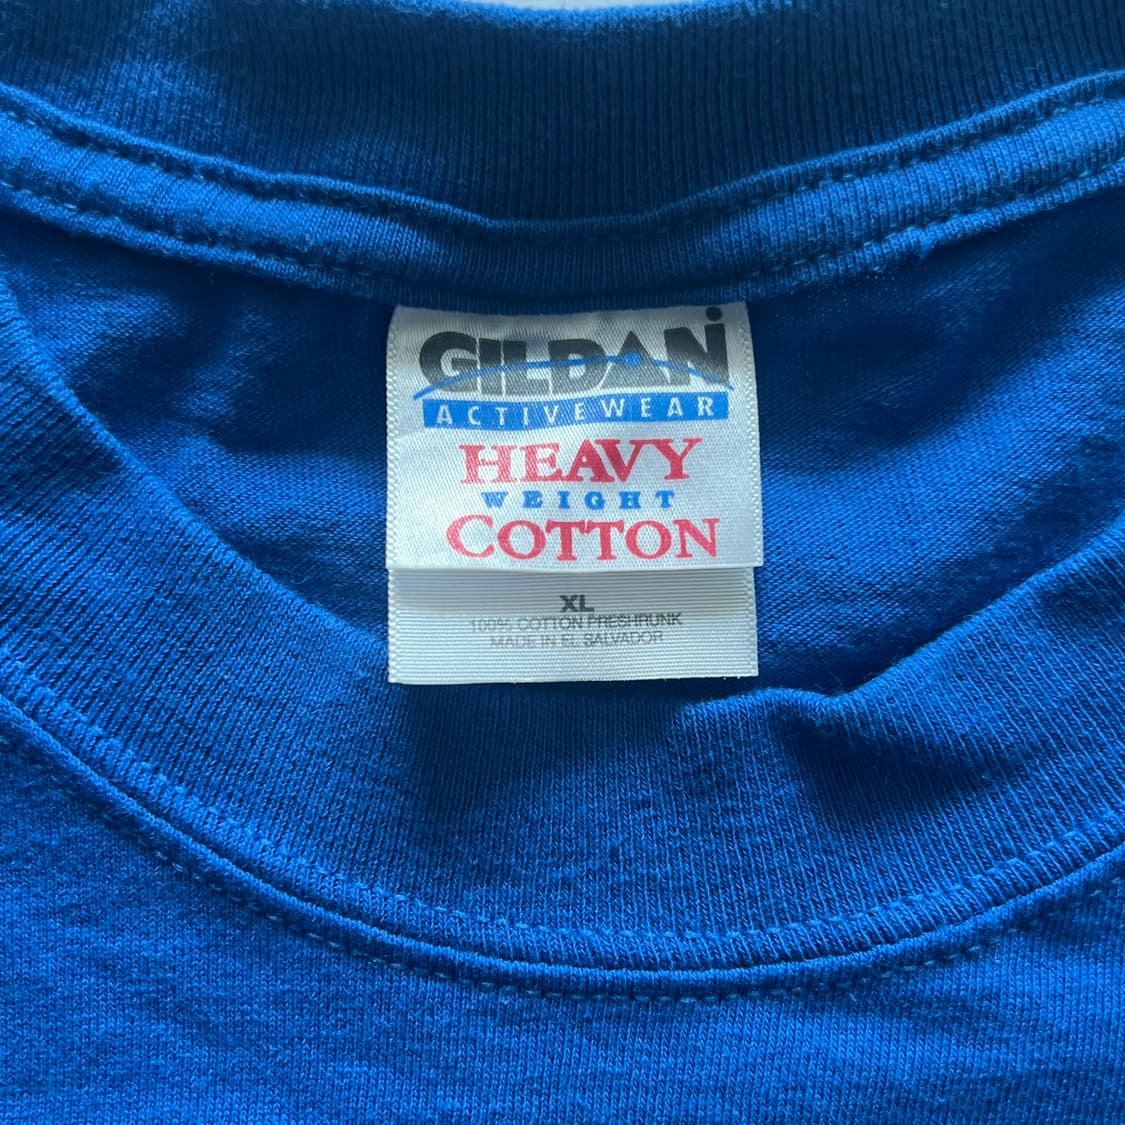 GILDAN
ACTIVEWEAR
HEAVY
WEIGHT
COTTON
XL
100% COTTON PRESHRUNK
MADE IN EL SALVADOR